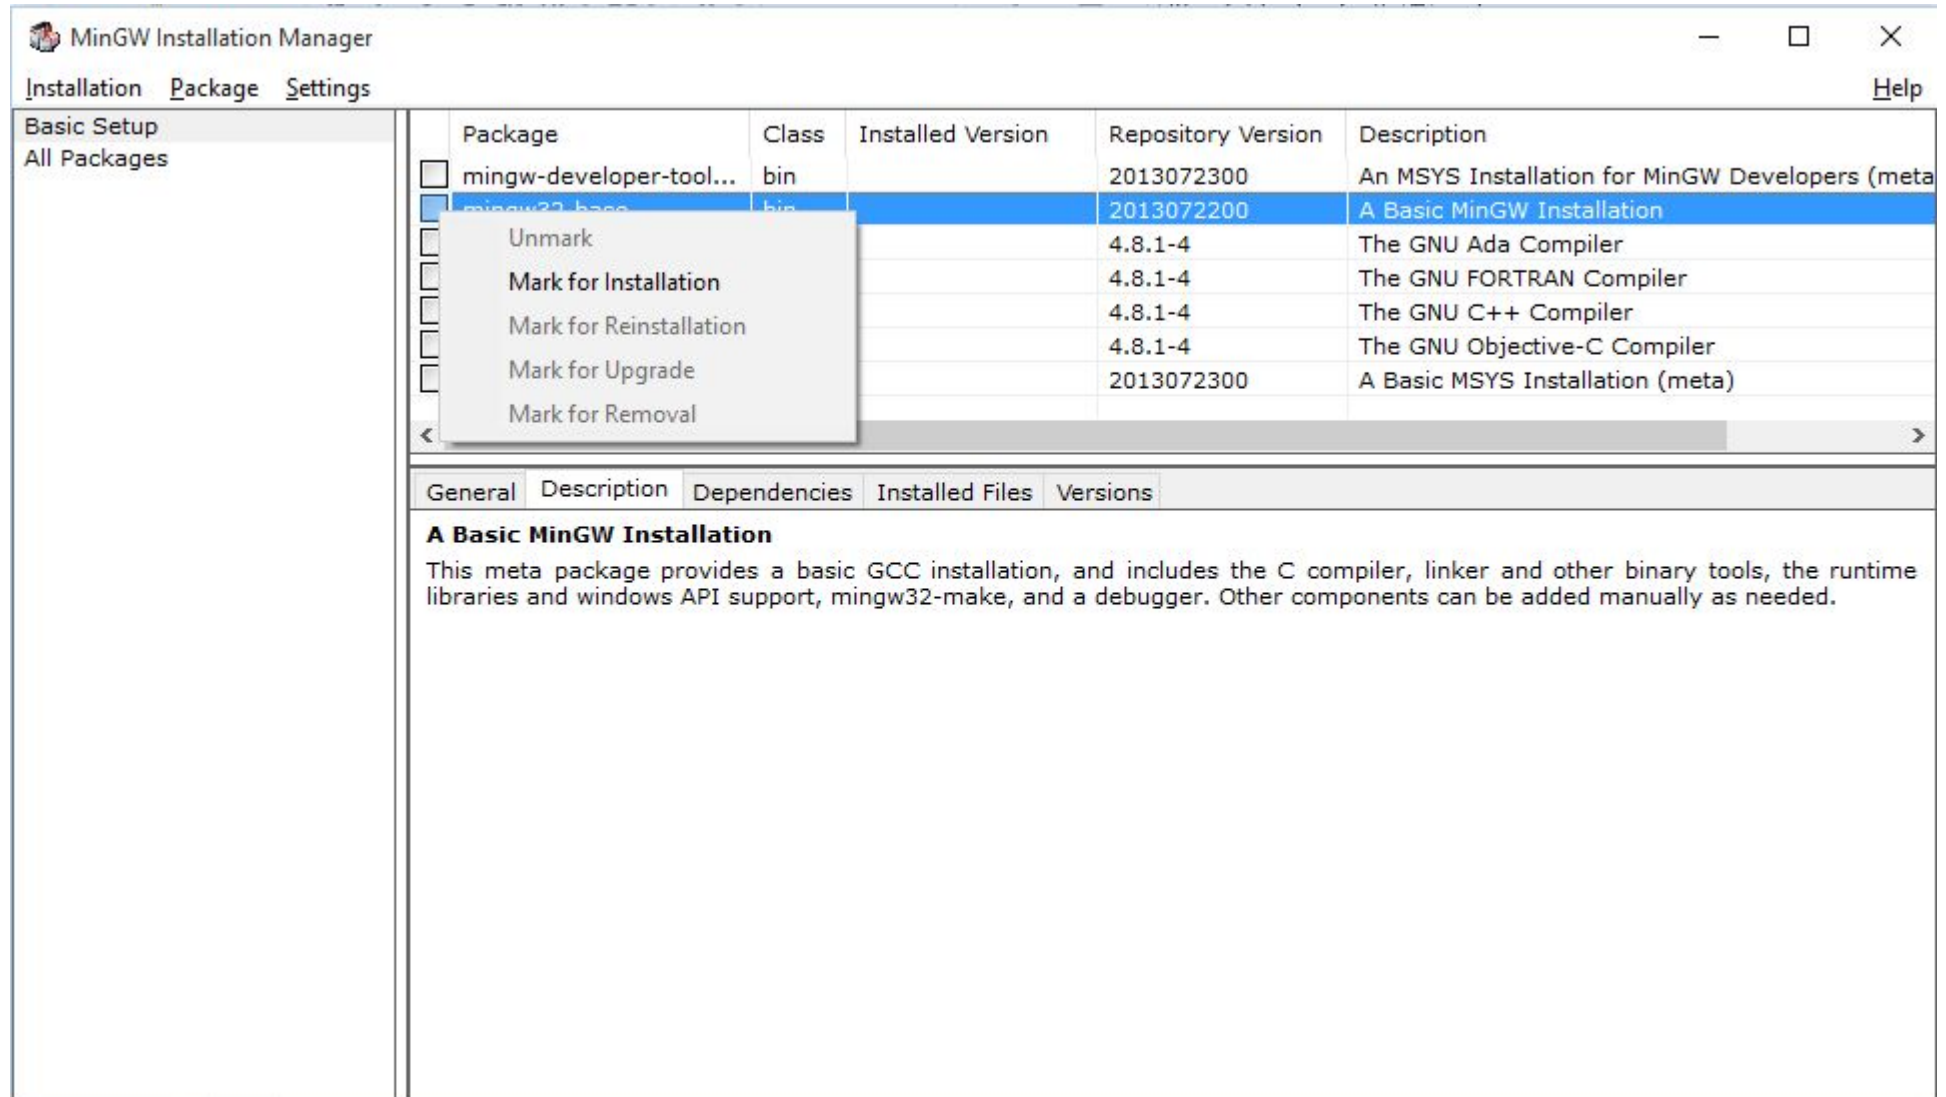 MinGW Installation Manager
Installation Package Settings Help
Basic Setup
All Packages
Package Class Installed Version Repository Version Description
mingw-developer-tool... bin 2013072300 An MSYS Installation for MinGW Developers (meta
mingw32-base bin 2013072200 A Basic MinGW Installation
4.8.1-4 The GNU Ada Compiler
4.8.1-4 The GNU FORTRAN Compiler
4.8.1-4 The GNU C++ Compiler
4.8.1-4 The GNU Objective-C Compiler
2013072300 A Basic MSYS Installation (meta)
Unmark
Mark for Installation
Mark for Reinstallation
Mark for Upgrade
Mark for Removal
General Description Dependencies Installed Files Versions
A Basic MinGW Installation
This meta package provides a basic GCC installation, and includes the C compiler, linker and other binary tools, the runtime
libraries and windows API support, mingw32-make, and a debugger. Other components can be added manually as needed.